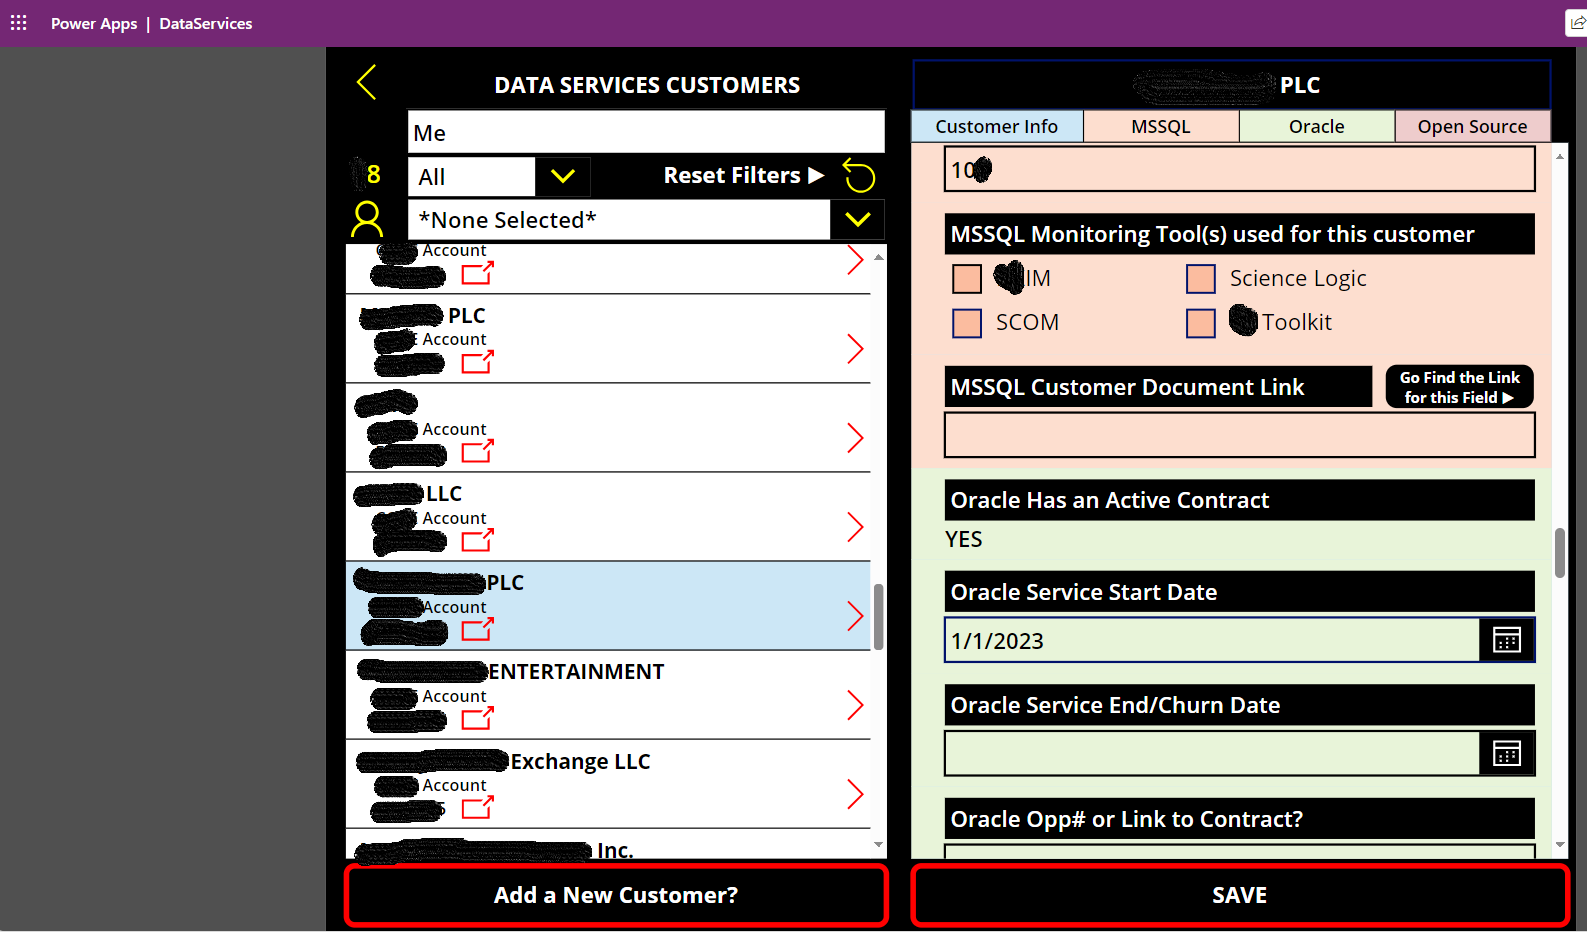 Power Apps | DataServices
DATA SERVICES CUSTOMERS
Me
8
All
Reset Filters ▶
*None Selected*
Account
PLC
Account
Account
LLC
Account
PLC
Account
ENTERTAINMENT
Account
Exchange LLC
Account
Inc.
Add a New Customer?
PLC
Customer Info
MSSQL
Oracle
Open Source
10
MSSQL Monitoring Tool(s) used for this customer
IM
Science Logic
SCOM
Toolkit
MSSQL Customer Document Link
Go Find the Link
for this Field ▶
Oracle Has an Active Contract
YES
Oracle Service Start Date
1/1/2023
Oracle Service End/Churn Date
Oracle Opp# or Link to Contract?
SAVE